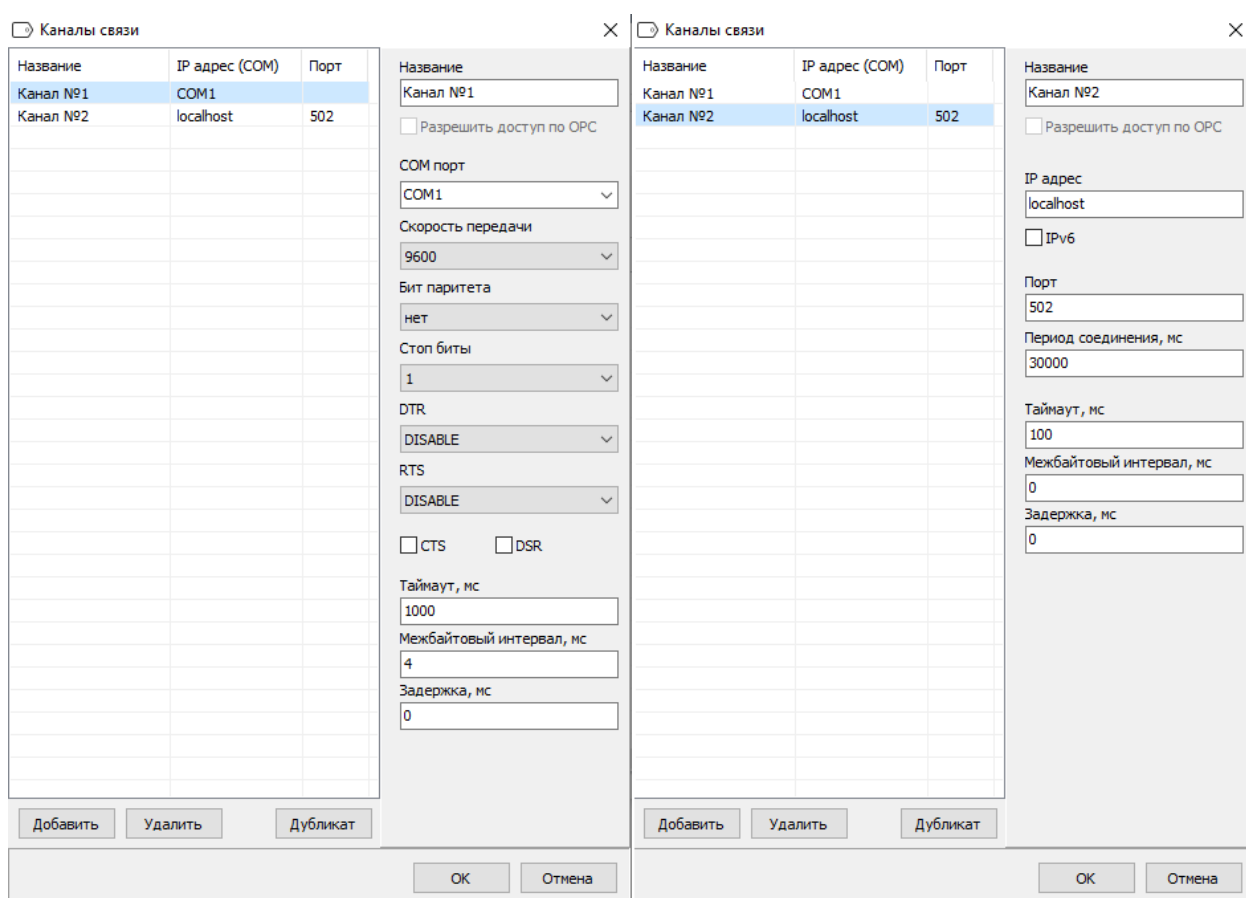 Каналы связи
Название IP адрес (COM) Порт
Канал №1 COM1
Канал №2 localhost 502
Название
Канал №1
Разрешить доступ по OPC
COM порт
COM1
Скорость передачи
9600
Бит паритета
нет
Стоп биты
1
DTR
DISABLE
RTS
DISABLE
CTS DSR
Таймаут, мс
1000
Межбайтовый интервал, мс
4
Задержка, мс
0
Добавить Удалить Дубликат
OK Отмена
Каналы связи
Название IP адрес (COM) Порт
Канал №1 COM1
Канал №2 localhost 502
Название
Канал №2
Разрешить доступ по OPC
IP адрес
localhost
IPv6
Порт
502
Период соединения, мс
30000
Таймаут, мс
100
Межбайтовый интервал, мс
0
Задержка, мс
0
Добавить Удалить Дубликат
OK Отмена